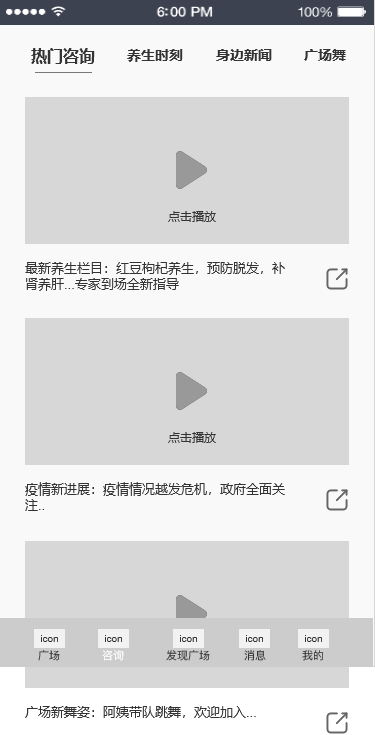 6:00 PM 100%
热门咨询 养生时刻 身边新闻 广场舞
点击播放
最新养生栏目：红豆枸杞养生，预防脱发，补
肾养肝...专家到场全新指导
点击播放
疫情新进展：疫情情况越发危机，政府全面关
注..
icon icon icon icon icon
广场 咨询 发现广场 消息 我的
广场新舞姿：阿姨带队跳舞，欢迎加入...